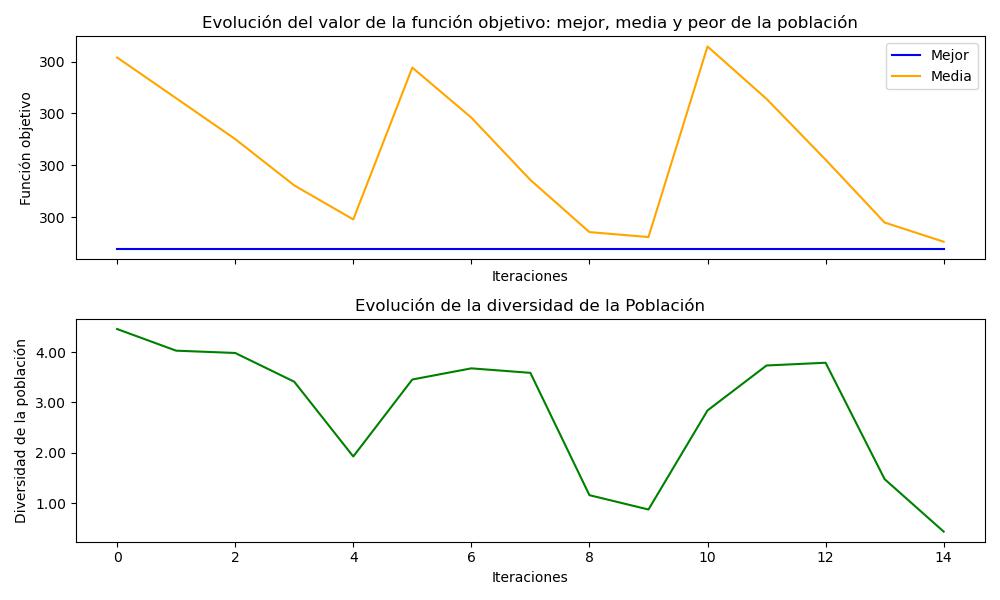 Evolución del valor de la función objetivo: mejor, media y peor de la población
Función objetivo
300
300
300
300
Mejor
Media
Iteraciones
Evolución de la diversidad de la Población
Diversidad de la población
4.00
3.00
2.00
1.00
0 2 4 6 8 10 12 14
Iteraciones